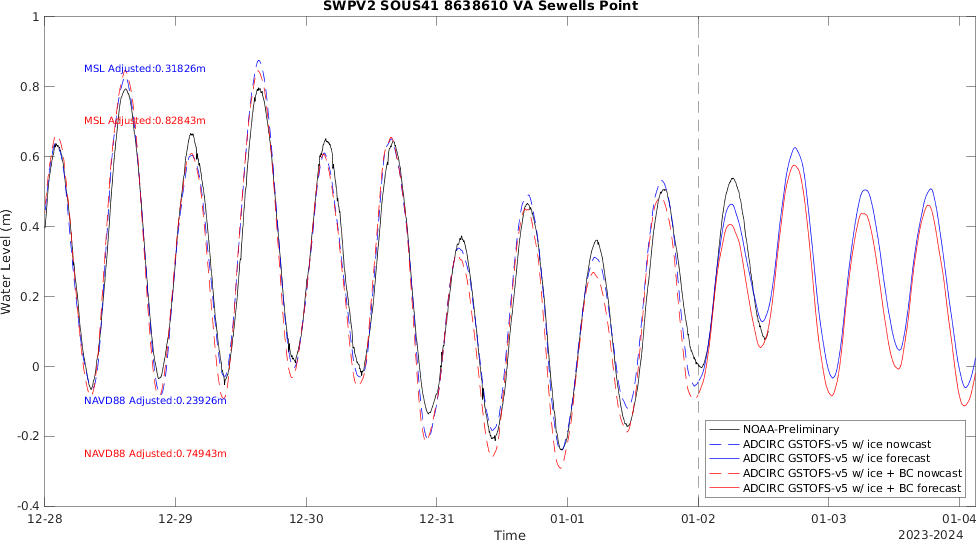 SWPV2 SOUS41 8638610 VA Sewells Point
Water Level (m)
1
0.8
0.6
0.4
0.2
0
-0.2
-0.4
MSL Adjusted:0.31826m
MSL Adjusted:0.82843m
NAVD88 Adjusted:0.23926m
NAVD88 Adjusted:0.74943m
NOAA-Preliminary
ADCIRC GSTOFS-v5 w/ ice nowcast
ADCIRC GSTOFS-v5 w/ ice forecast
ADCIRC GSTOFS-v5 w/ ice + BC nowcast
ADCIRC GSTOFS-v5 w/ ice + BC forecast
12-28 12-29 12-30 12-31 01-01 01-02 01-03 01-04
Time
2023-2024